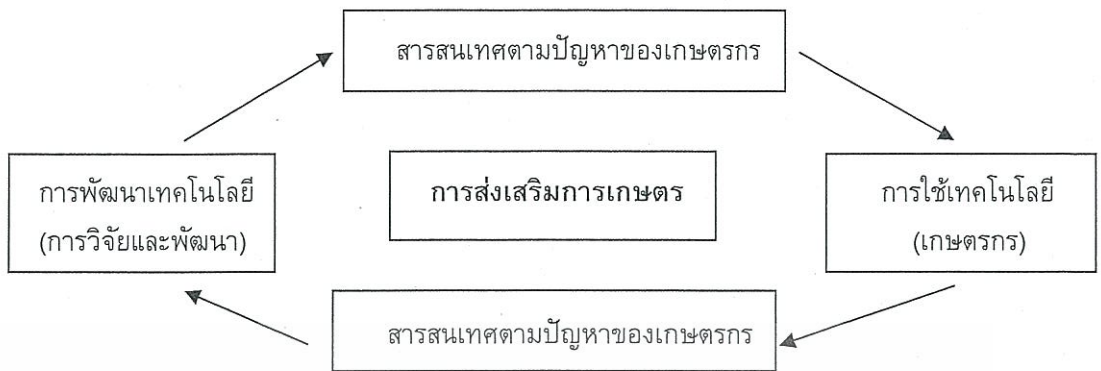 สารสนเทศตามปัญหาของเกษตรกร
การพัฒนาเทคโนโลยี
(การวิจัยและพัฒนา)
การส่งเสริมการเกษตร
การใช้เทคโนโลยี
(เกษตรกร)
สารสนเทศตามปัญหาของเกษตรกร